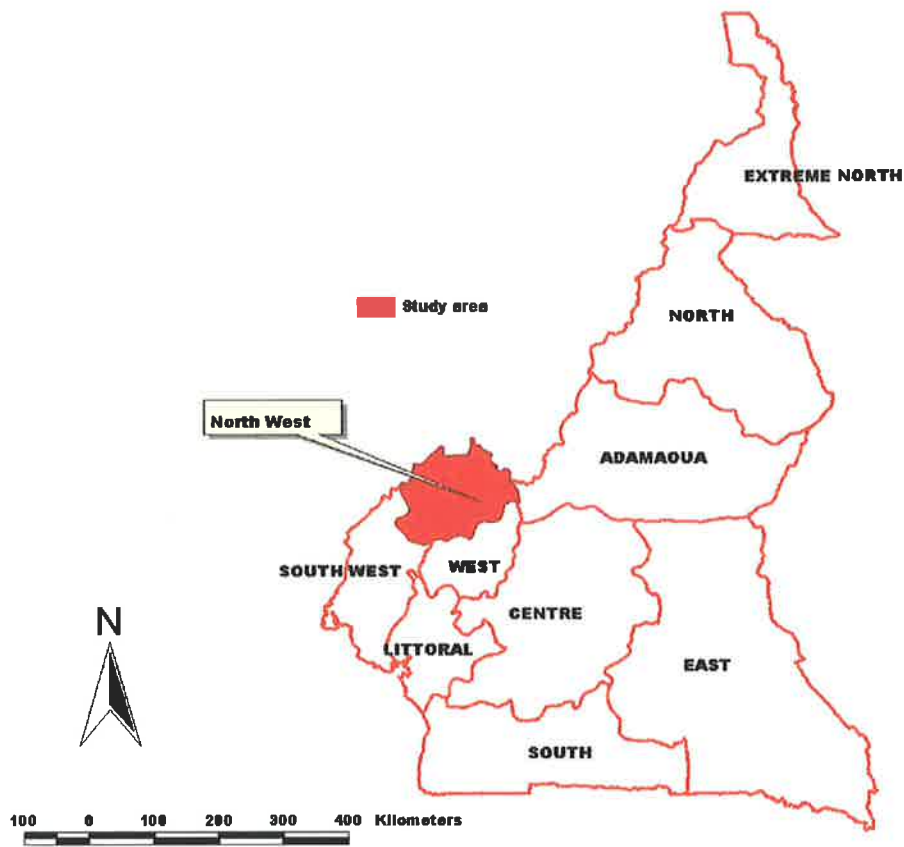 EXTREME NORTH
Study area
NORTH
North West
ADAMAOUA
SOUTH WEST
WEST
CENTRE
N
LITTORAL
EAST
SOUTH
100 0 100 200 300 400 Kilometers